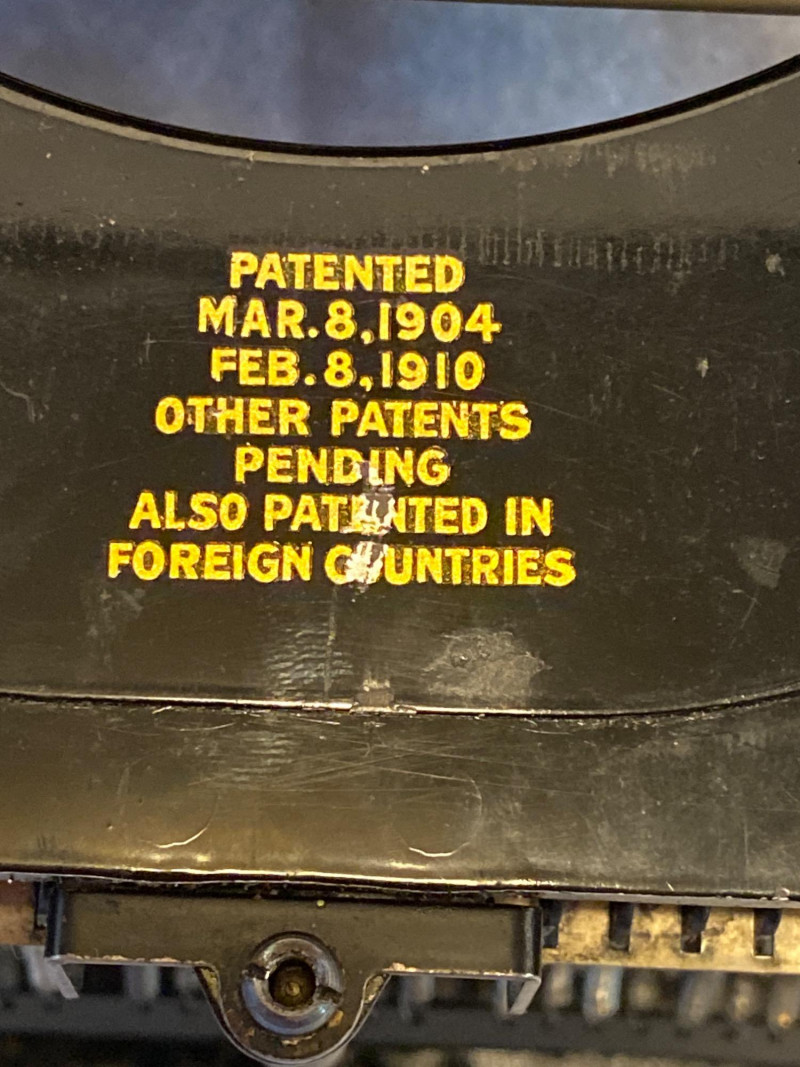 PATENTED
MAR. 8, 1904
FEB. 8, 1910
OTHER PATENTS
PENDING
ALSO PATENTED IN
FOREIGN COUNTRIES